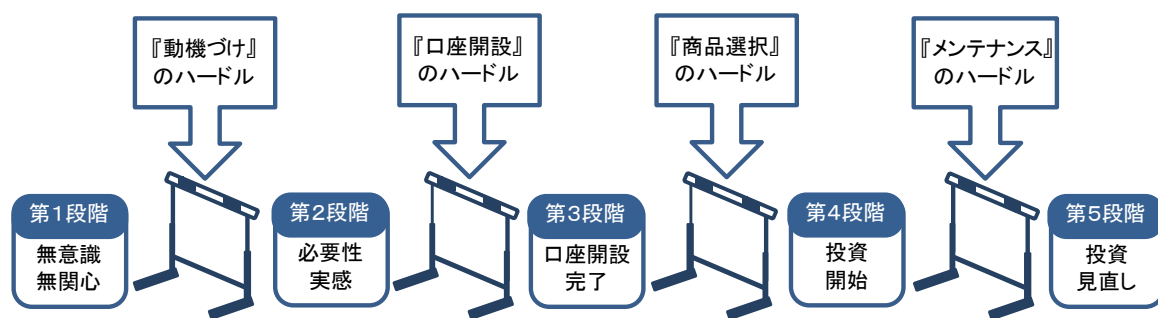 『動機づけ』
のハードル
『口座開設』
のハードル
『商品選択』
のハードル
『メンテナンス』
のハードル
第1段階
無意識
無関心
第2段階
必要性
実感
第3段階
口座開設
完了
第4段階
投資
開始
第5段階
投資
見直し